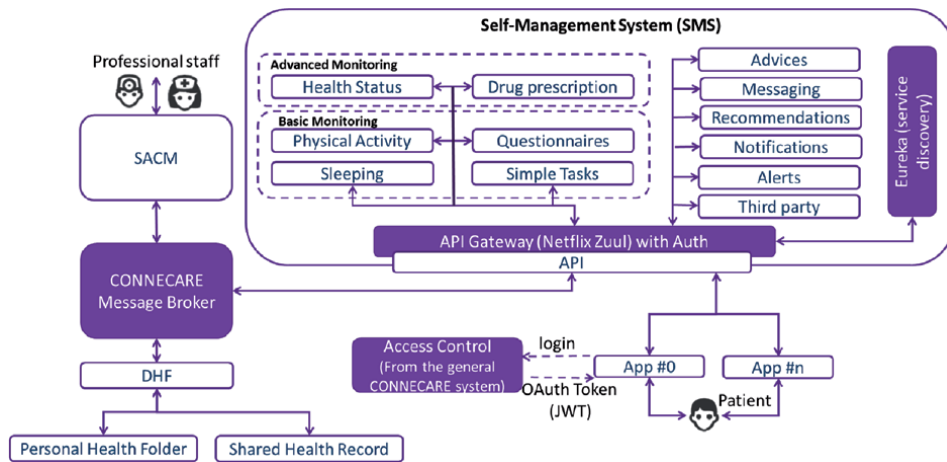 Self-Management System (SMS)
Professional staff
Advanced Monitoring
Health Status
Drug prescription
Basic Monitoring
Physical Activity
Questionnaires
Sleeping
Simple Tasks
Advices
Messaging
Recommendations
Notifications
Alerts
Third party
Eureka (service
discovery)
SACM
API Gateway (Netflix Zuul) with Auth
API
CONNECARE
Message Broker
Access Control
(From the general
CONNECARE system)
login
OAuth Token
(JWT)
App #0
App #n
Patient
DHF
Personal Health Folder
Shared Health Record